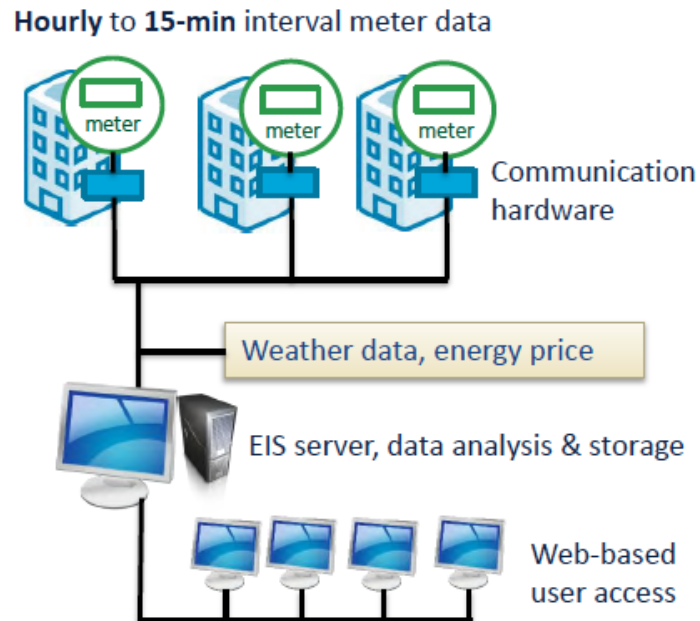 Hourly to 15-min interval meter data
meter
meter
meter
Communication
hardware
Weather data, energy price
EIS server, data analysis & storage
Web-based
user access